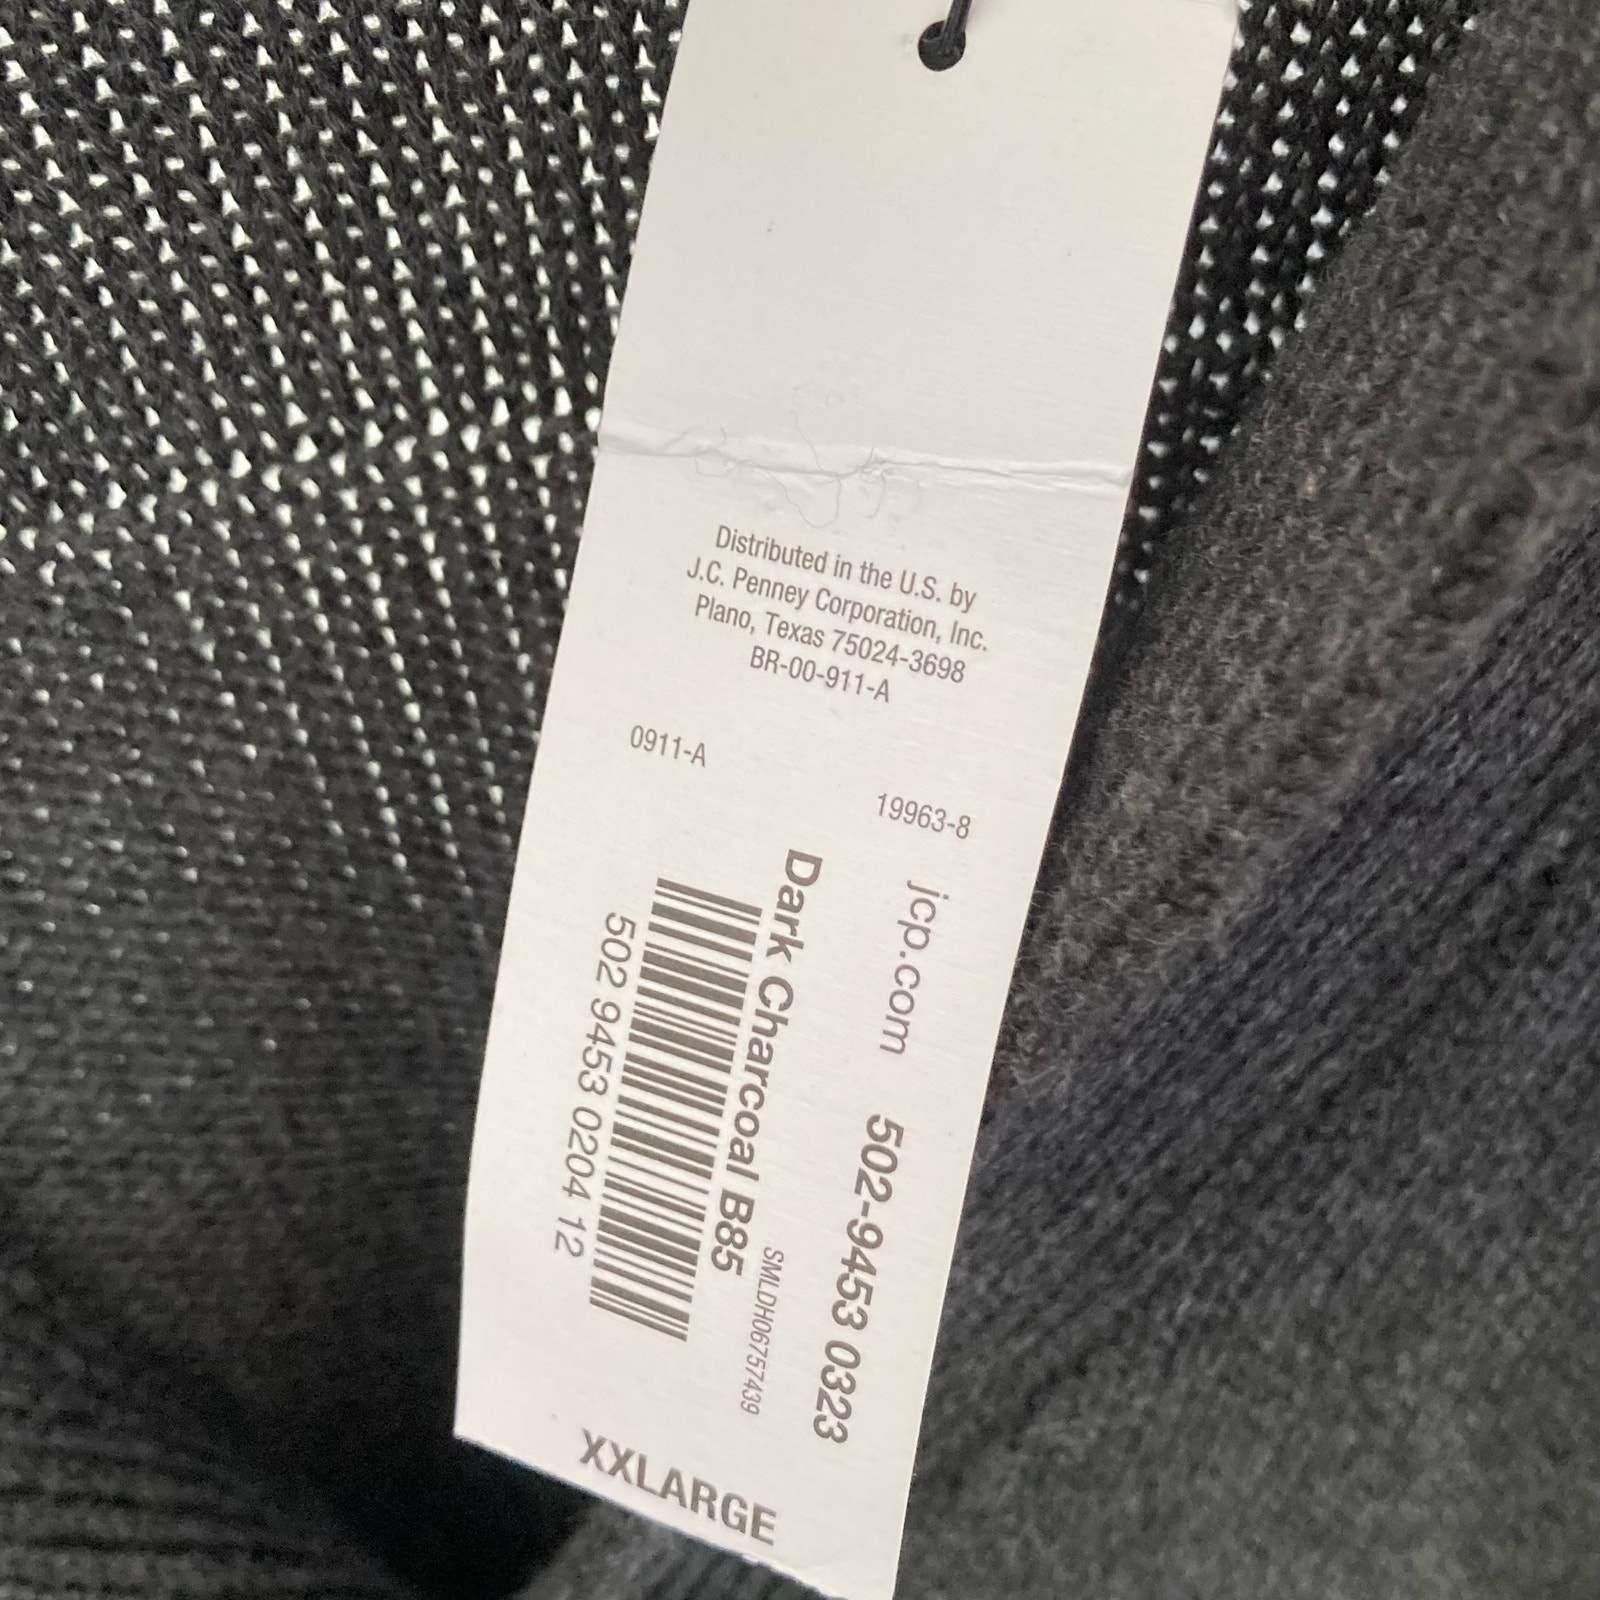 Distributed in the U.S. by
J.C. Penney Corporation, Inc.
Plano, Texas 75024-3698
BR-00-911-A
0911-A
19963-8
jcp.com
502-9453 0323
Dark Charcoal B85
SMLDH06757439
502 9453 0204 12
XXLARGE